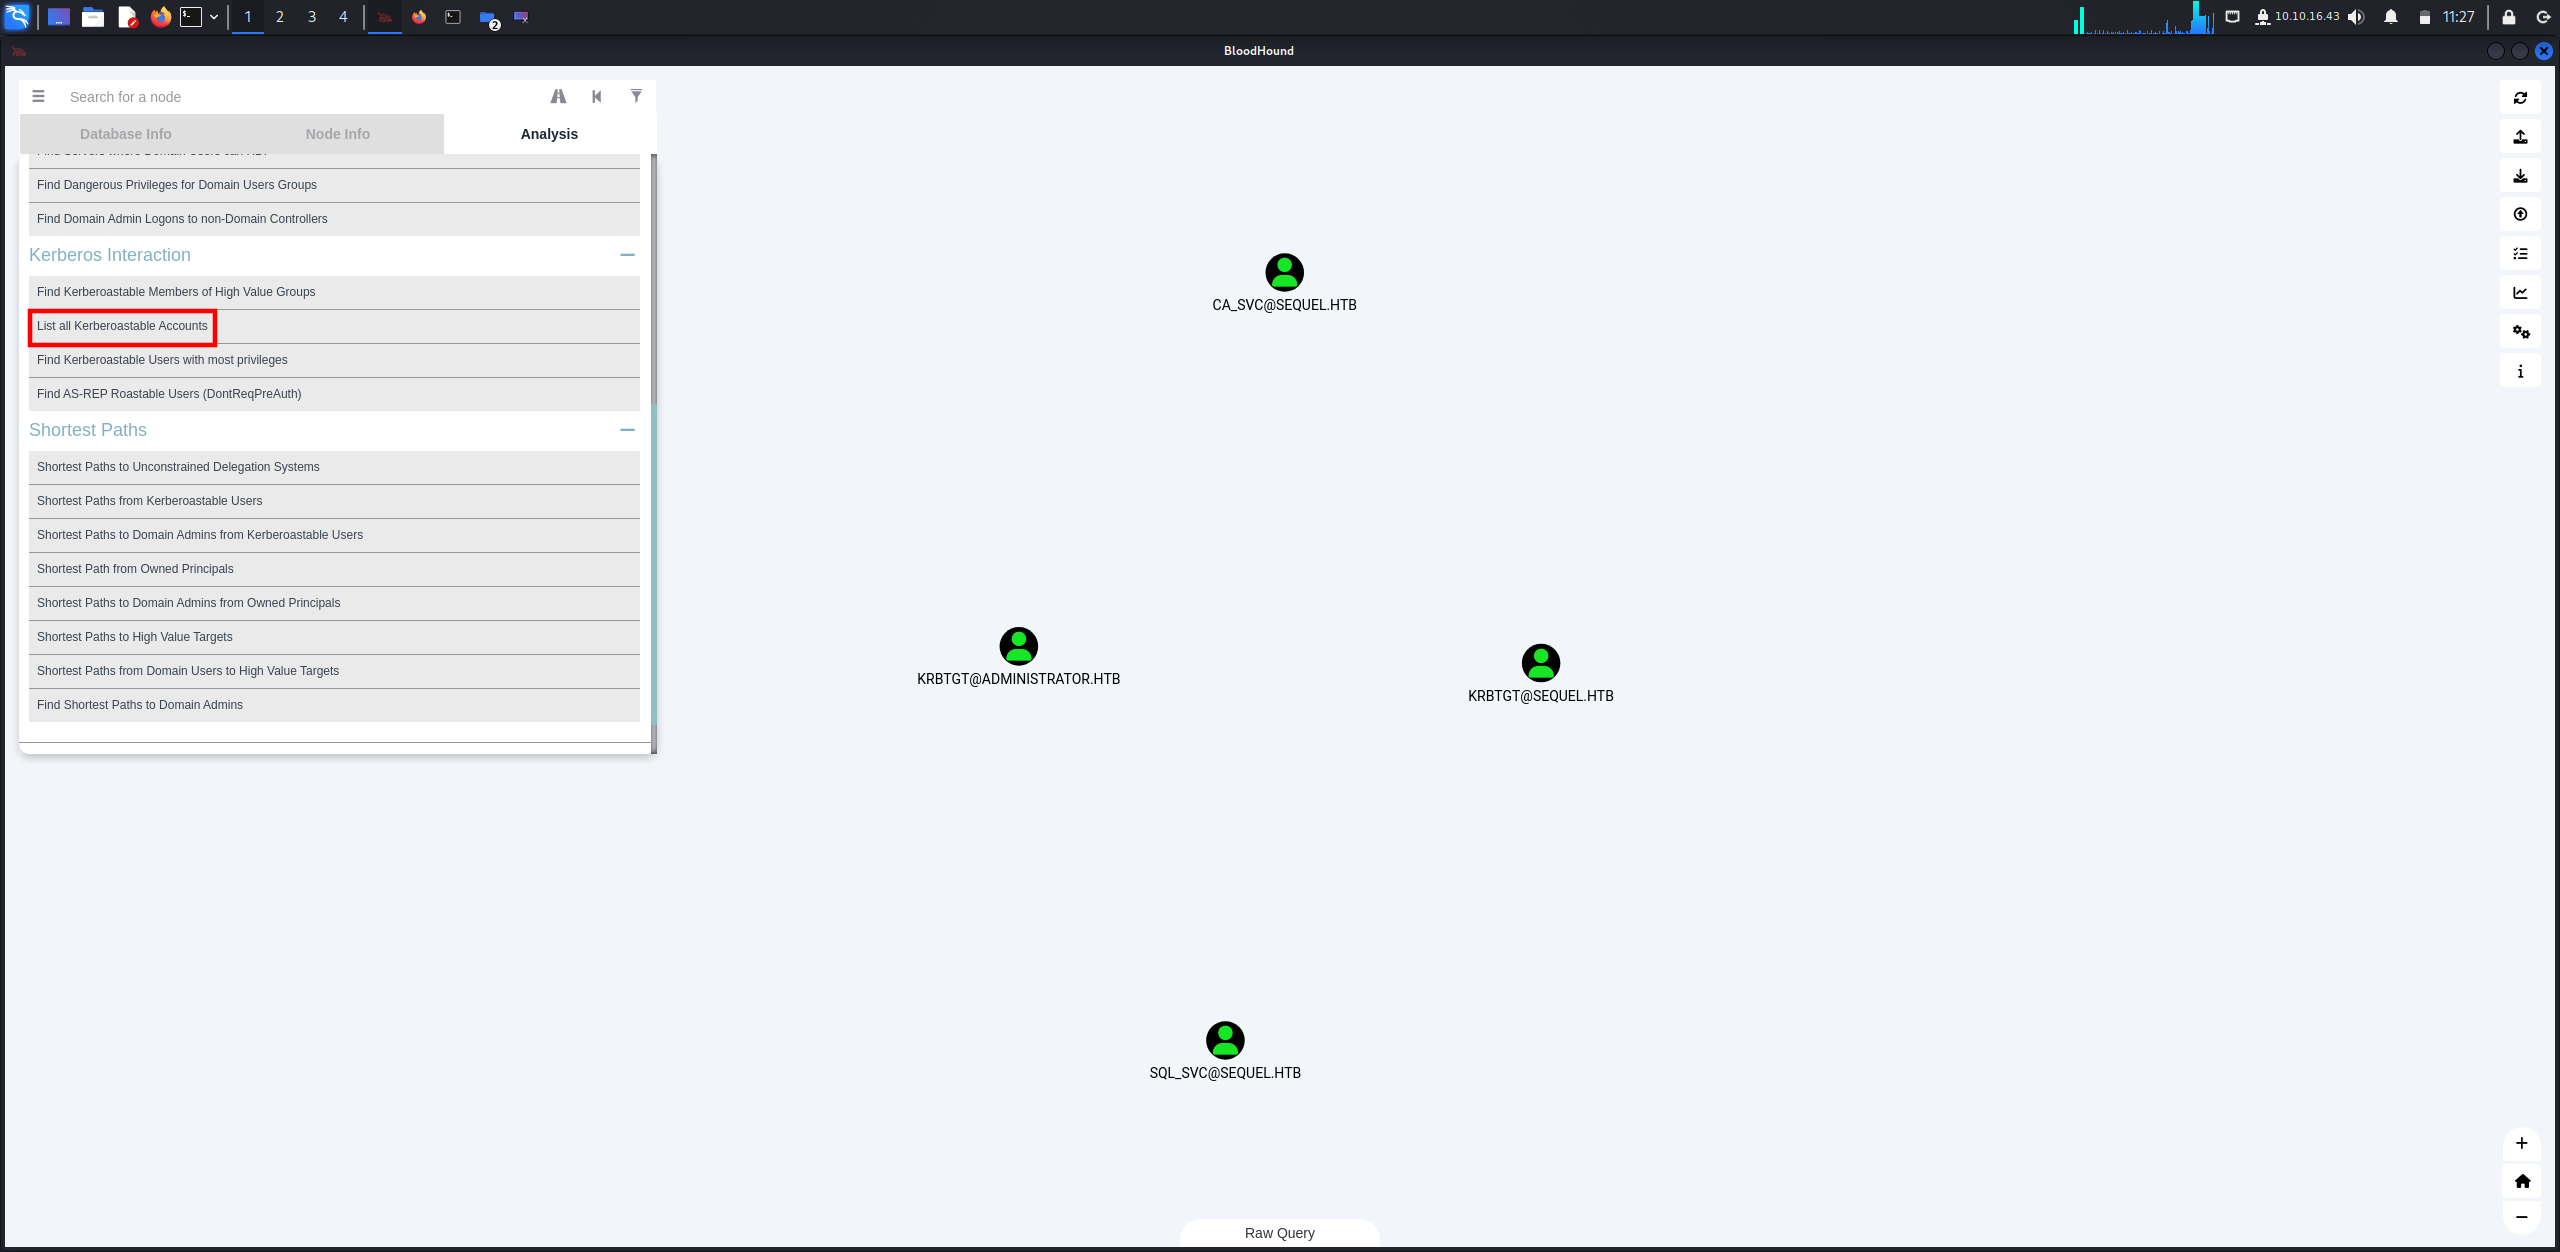 1 2 3 4
2
10.10.16.43
11:27
BloodHound
Search for a node
Database Info Node Info Analysis
Find Dangerous Privileges for Domain Users Groups
Find Domain Admin Logons to non-Domain Controllers
Kerberos Interaction
Find Kerberoastable Members of High Value Groups
List all Kerberoastable Accounts
Find Kerberoastable Users with most privileges
Find AS-REP Roastable Users (DontReqPreAuth)
Shortest Paths
Shortest Paths to Unconstrained Delegation Systems
Shortest Paths from Kerberoastable Users
Shortest Paths to Domain Admins from Kerberoastable Users
Shortest Path from Owned Principals
Shortest Paths to Domain Admins from Owned Principals
Shortest Paths to High Value Targets
Shortest Paths from Domain Users to High Value Targets
Find Shortest Paths to Domain Admins
CA_SVC@SEQUEL.HTB
KRBTGT@ADMINISTRATOR.HTB
KRBTGT@SEQUEL.HTB
SQL_SVC@SEQUEL.HTB
Raw Query